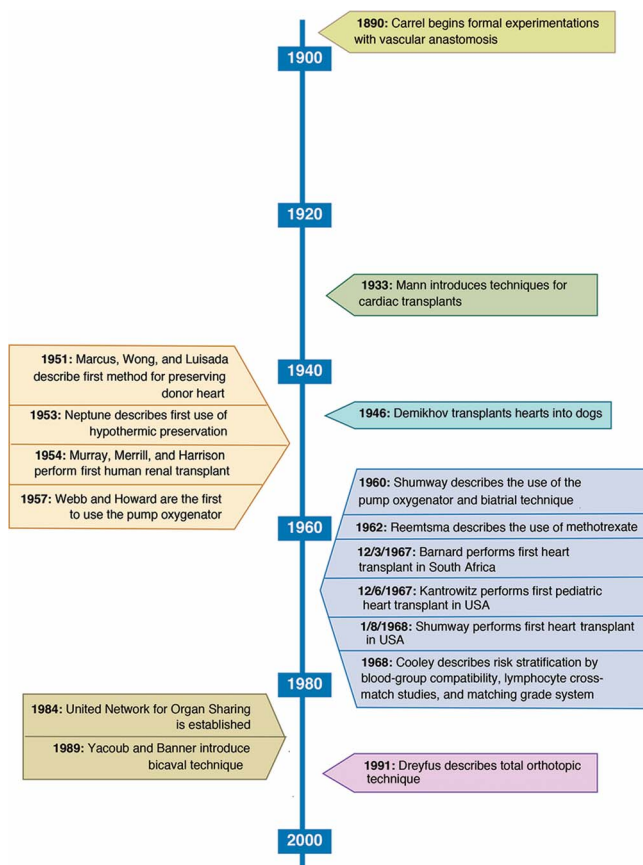 1890: Carrel begins formal experimentations
with vascular anastomosis
1900
1920
1933: Mann introduces techniques for
cardiac transplants
1940
1951: Marcus, Wong, and Luisada
describe first method for preserving
donor heart
1953: Neptune describes first use of
hypothermic preservation
1954: Murray, Merrill, and Harrison
perform first human renal transplant
1957: Webb and Howard are the first
to use the pump oxygenator
1946: Demikhov transplants hearts into dogs
1960
1960: Shumway describes the use of the
pump oxygenator and biatrial technique
1962: Reemtsma describes the use of methotrexate
12/3/1967: Barnard performs first heart
transplant in South Africa
12/6/1967: Kantrowitz performs first pediatric
heart transplant in USA
1/8/1968: Shumway performs first heart transplant
in USA
1968: Cooley describes risk stratification by
blood-group compatibility, lymphocyte cross-
match studies, and matching grade system
1980
1984: United Network for Organ Sharing
is established
1989: Yacoub and Banner introduce
bicaval technique
1991: Dreyfus describes total orthotopic
technique
2000